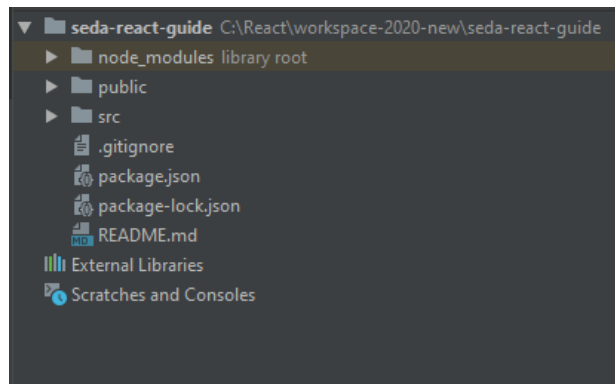 seda-react-guide C:\React\workspace-2020-new\seda-react-guide
node_modules library root
public
src
.gitignore
package.json
package-lock.json
MD README.md
External Libraries
Scratches and Consoles